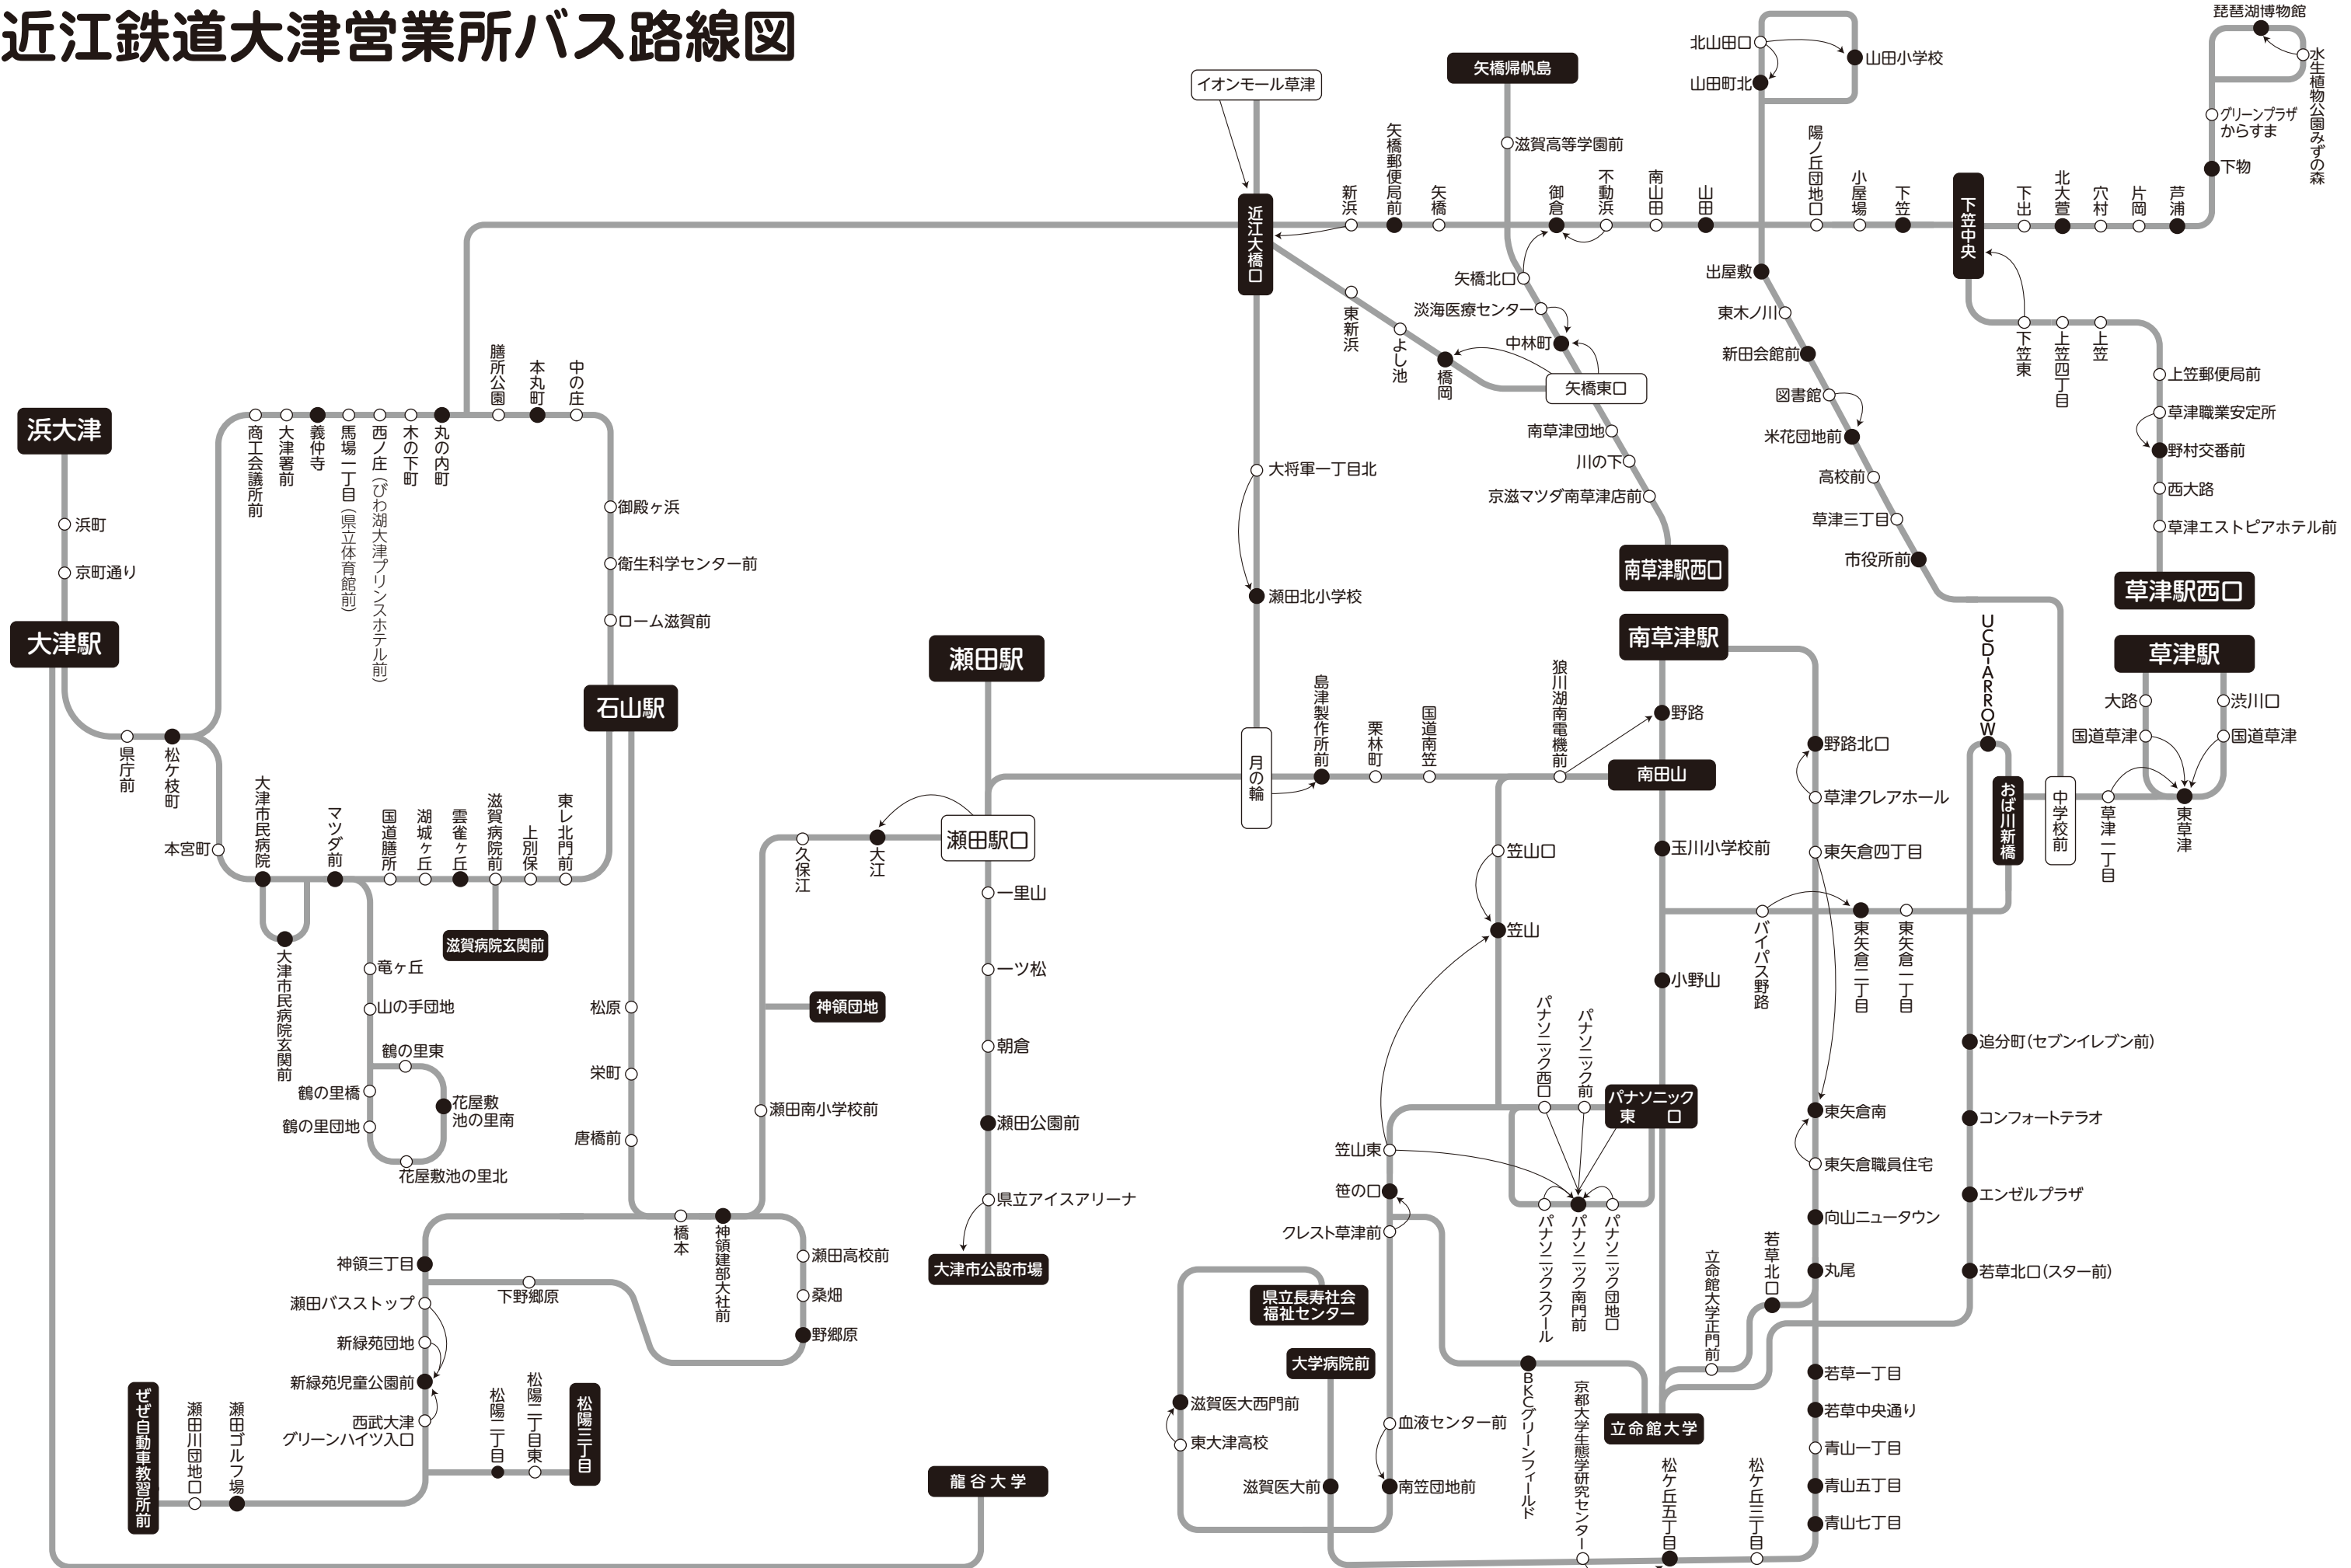 近江鉄道大津営業所バス路線図
浜大津
浜町
京町通り
大津駅
県庁前
松ケ枝町
商工会議所前
大津署前
義仲寺
馬場一丁目(県立体育館前)
西ノ庄(びわ湖大津プリンスホテル前)
木の下町
丸の内町
膳所公園
本丸町
中の庄
御殿ヶ浜
衛生科学センター前
ローム滋賀前
石山駅
本宮町
大津市民病院
大津市民病院玄関前
マツダ前
国道膳所
湖城ヶ丘
雲雀ヶ丘
滋賀病院前
上別保
東レ北門前
滋賀病院玄関前
竜ヶ丘
山の手団地
鶴の里東
鶴の里橋
鶴の里団地
花屋敷
池の里南
花屋敷池の里北
松原
栄町
唐橋前
橋本
神領建部大社前
神領三丁目
瀬田バスストップ
新緑苑団地
新緑苑児童公園前
西武大津
グリーンハイツ入口
下野郷原
瀬田高校前
桑畑
野郷原
ぜぜ自動車教習所前
瀬田川団地口
瀬田ゴルフ場
松陽二丁目
松陽二丁目東
松陽三丁目
瀬田駅
瀬田駅口
大江
久保江
神領団地
瀬田南小学校前
一里山
一ツ松
朝倉
瀬田公園前
県立アイスアリーナ
大津市公設市場
龍谷大学
イオンモール草津
近江大橋口
大将軍一丁目北
瀬田北小学校
月の輪
島津製作所前
栗林町
国道南笠
狼川湖南電機前
南田山
新浜
矢橋郵便局前
矢橋
御倉
不動浜
南山田
山田
陽ノ丘団地口
小屋場
下笠
下笠中央
下出
北大萱
穴村
片岡
芦浦
下物
グリーンプラザ
からすま
琵琶湖博物館
水生植物公園みずの森
東新浜
よし池
橋岡
矢橋東口
矢橋帰帆島
滋賀高等学園前
矢橋北口
淡海医療センター
中林町
南草津団地
川の下
京滋マツダ南草津店前
南草津駅西口
北山田口
山田町北
山田小学校
出屋敷
東木ノ川
新田会館前
図書館
米花団地前
高校前
草津三丁目
市役所前
下笠東
上笠四丁目
上笠
上笠郵便局前
草津職業安定所
野村交番前
西大路
草津エストピアホテル前
草津駅西口
草津駅
大路
国道草津
渋川口
国道草津
東草津
草津一丁目
中学校前
おば川新橋
UCD-ARROW
南草津駅
野路
玉川小学校前
小野山
野路北口
草津クレアホール
東矢倉四丁目
バイパス野路
東矢倉二丁目
東矢倉一丁目
東矢倉南
東矢倉職員住宅
向山ニュータウン
丸尾
若草北口
立命館大学正門前
若草一丁目
若草中央通り
青山一丁目
青山五丁目
青山七丁目
追分町(セブンイレブン前)
コンフォートテラオ
エンゼルプラザ
若草北口(スター前)
笠山口
笠山
パナソニック西口
パナソニック前
パナソニック
東 口
パナソニックスクール
パナソニック南門前
パナソニック団地口
笠山東
笹の口
クレスト草津前
県立長寿社会
福祉センター
大学病院前
滋賀医大西門前
東大津高校
血液センター前
滋賀医大前
南笠団地前
BKCグリーンフィールド
立命館大学
京都大学生態学研究センター
松ケ丘五丁目
松ケ丘三丁目